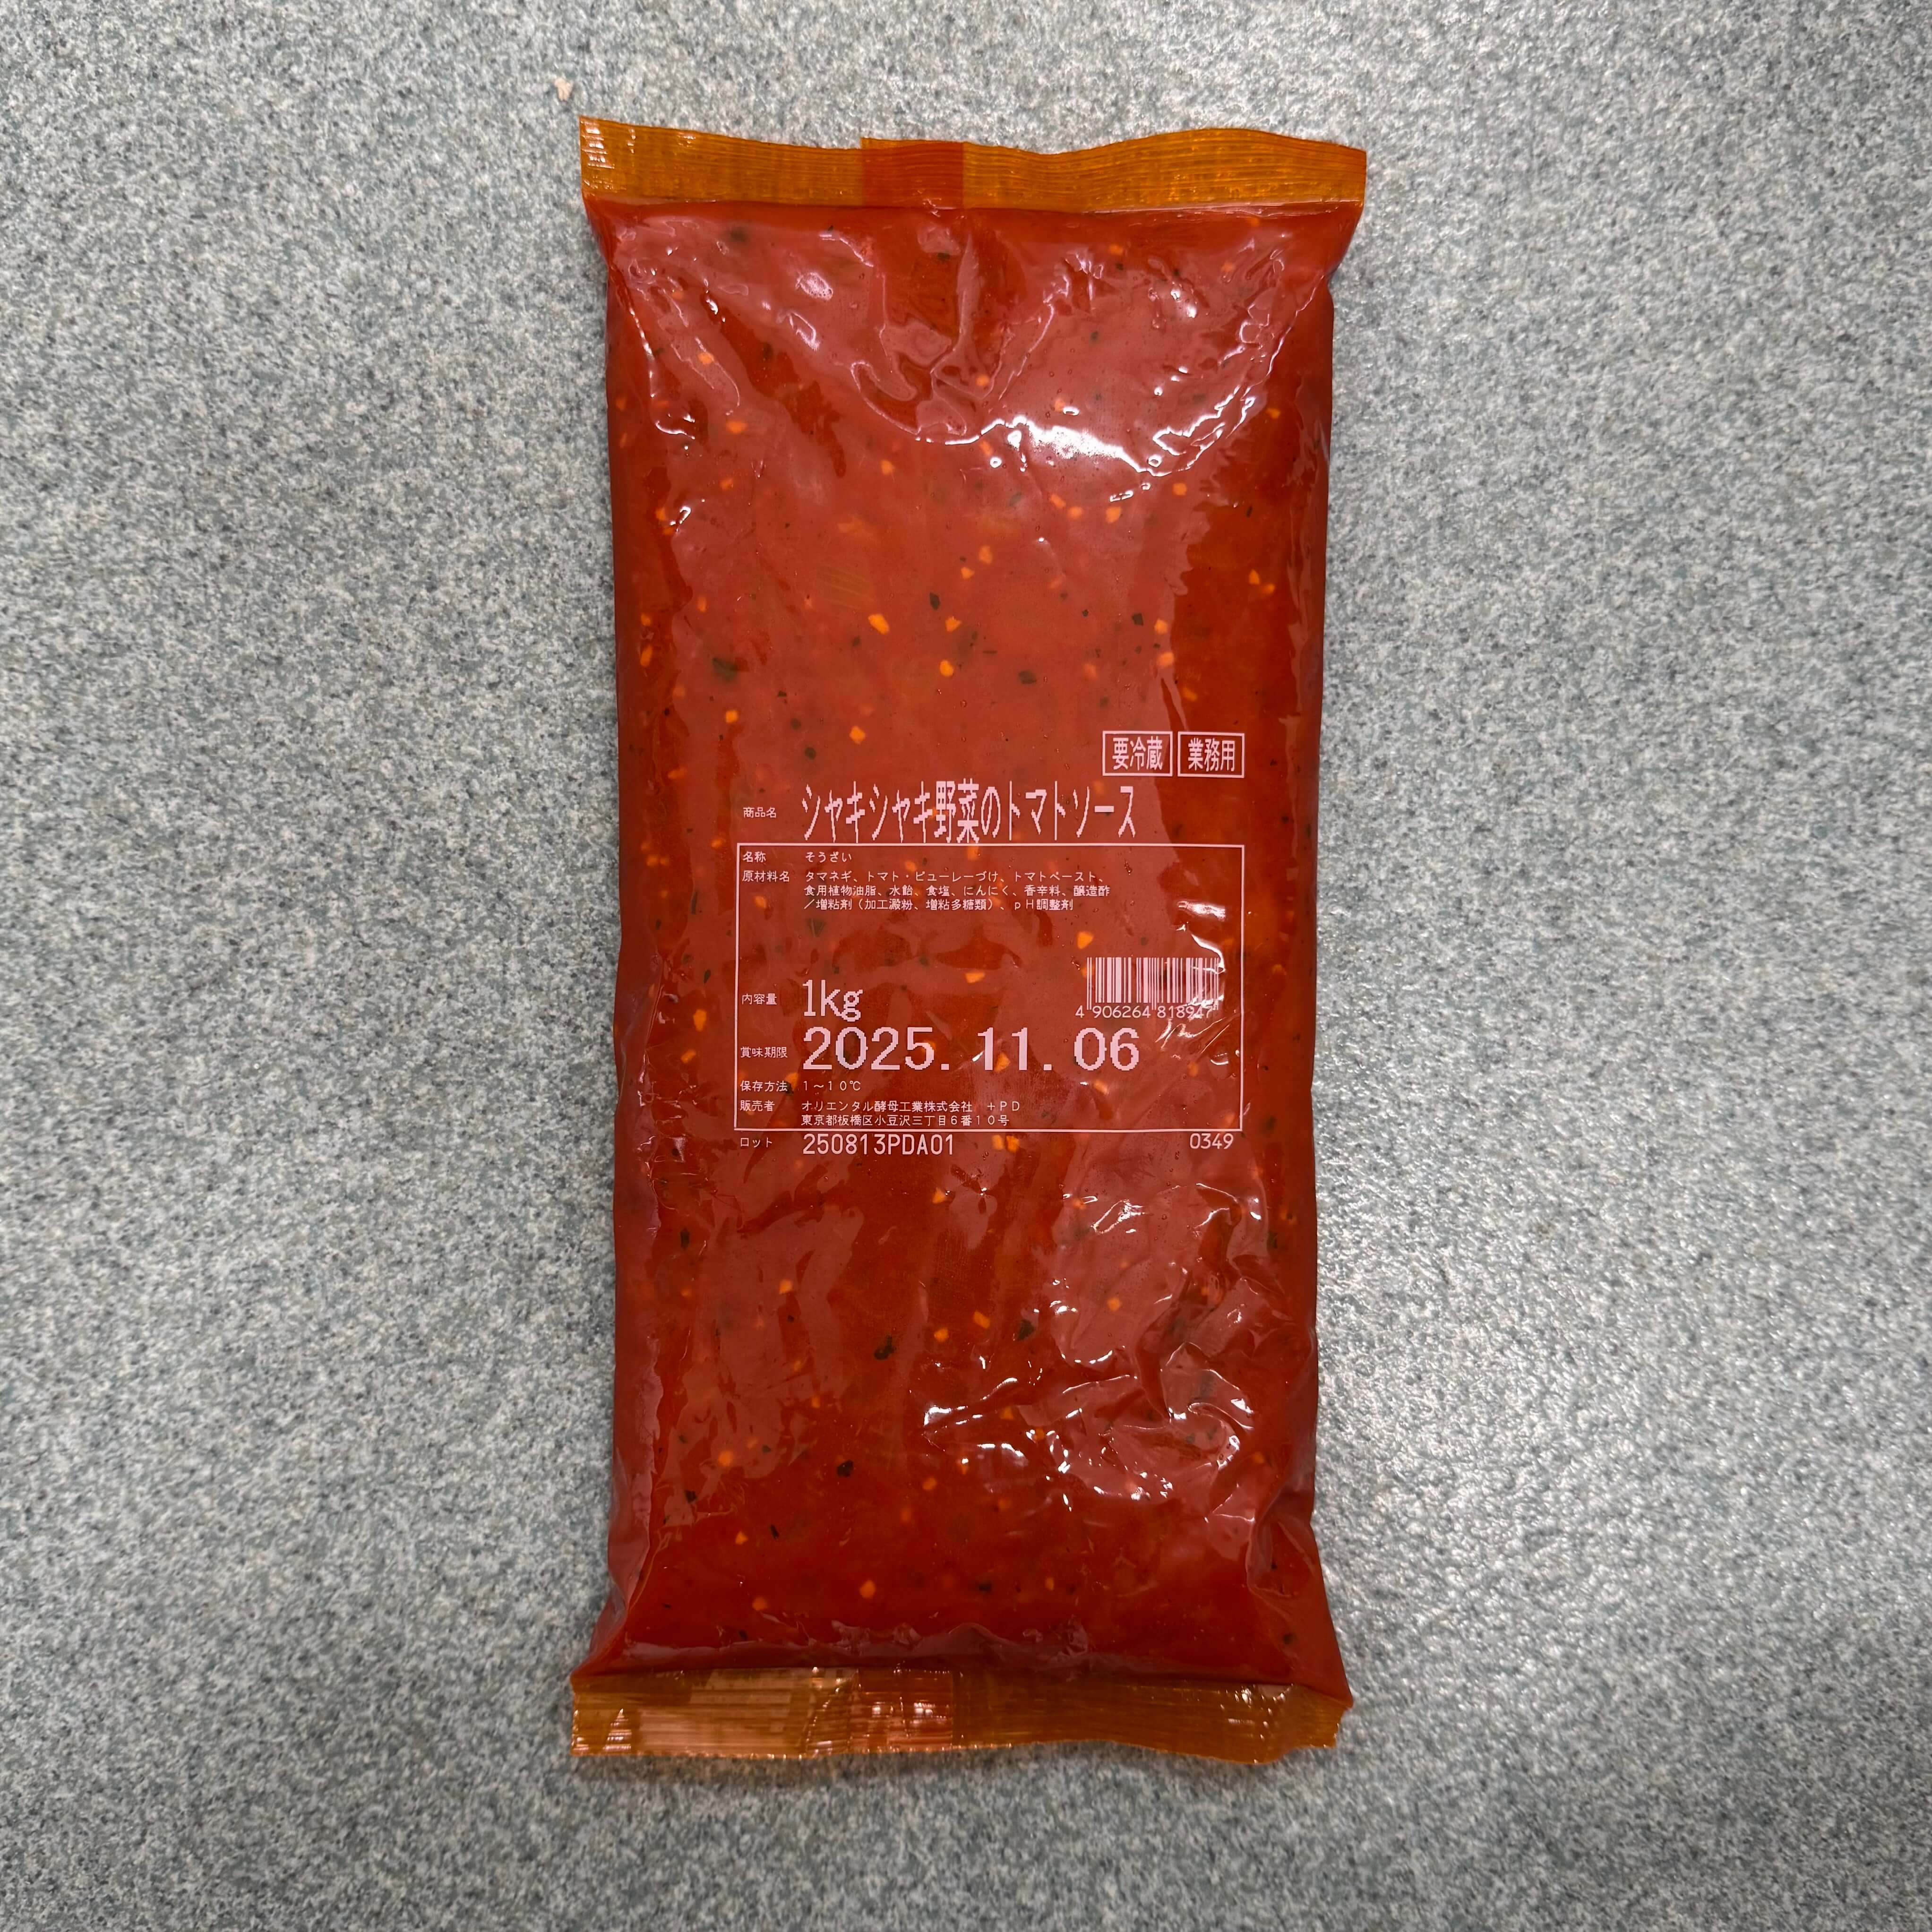 要冷蔵 業務用
商品名 シャキシャキ野菜のトマトソース
名称 そうざい
原材料名 タマネギ、トマト・ピューレーづけ、トマトペースト、
食用植物油脂、水飴、食塩、にんにく、香辛料、醸造酢
／増粘剤（加工澱粉、増粘多糖類）、ｐＨ調整剤
内容量 1kg
4 906264 818947
賞味期限 2025. 11. 06
保存方法 １～１０℃
販売者 オリエンタル酵母工業株式会社 ＋ＰＤ
東京都板橋区小豆沢三丁目６番１０号
ロット 250813PDA01 0349